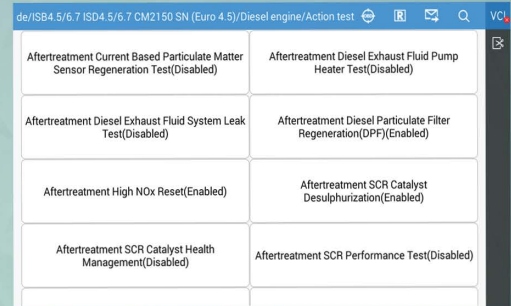 de/ISB4.5/6.7 ISD4.5/6.7 CM2150 SN (Euro 4.5)/Diesel engine/Action test
R
VCI
Aftertreatment Current Based Particulate Matter
Sensor Regeneration Test(Disabled)
Aftertreatment Diesel Exhaust Fluid Pump
Heater Test(Disabled)
Aftertreatment Diesel Exhaust Fluid System Leak
Test(Disabled)
Aftertreatment Diesel Particulate Filter
Regeneration(DPF)(Enabled)
Aftertreatment High NOx Reset(Enabled)
Aftertreatment SCR Catalyst
Desulphurization(Enabled)
Aftertreatment SCR Catalyst Health
Management(Disabled)
Aftertreatment SCR Performance Test(Disabled)